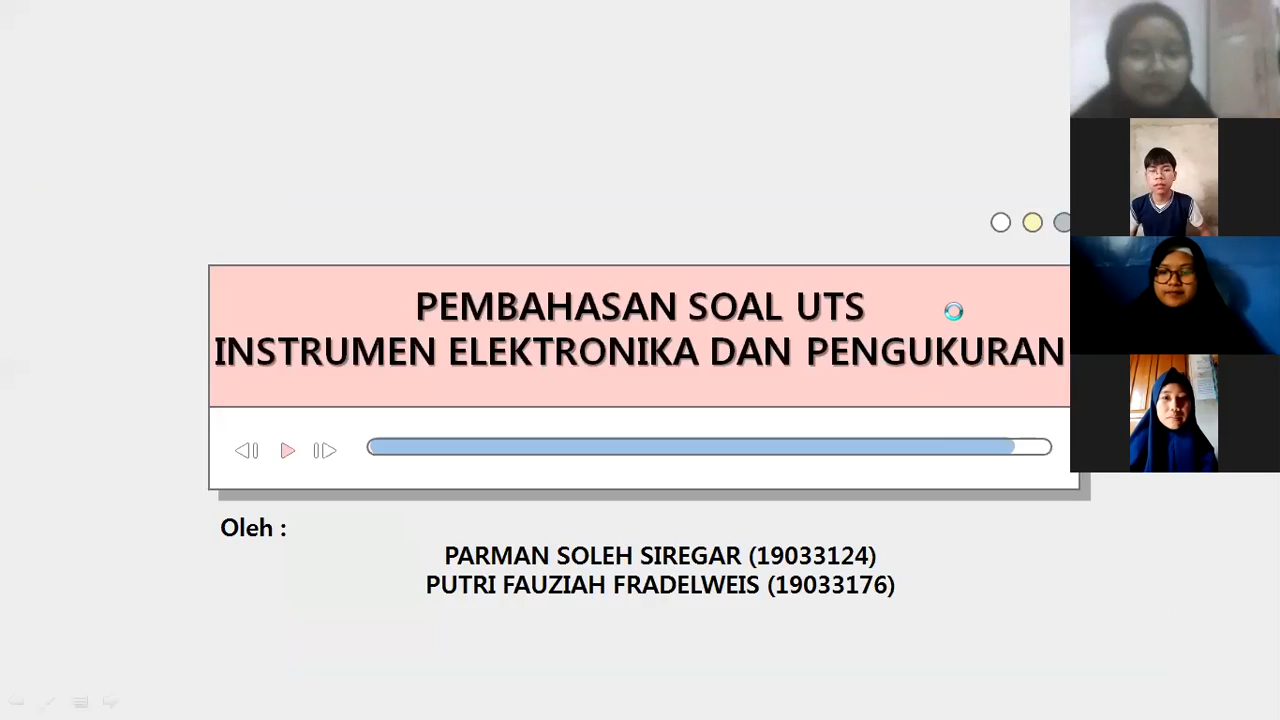 PEMBAHASAN SOAL UTS
INSTRUMEN ELEKTRONIKA DAN PENGUKURAN
Oleh :
PARMAN SOLEH SIREGAR (19033124)
PUTRI FAUZIAH FRADELWEIS (19033176)